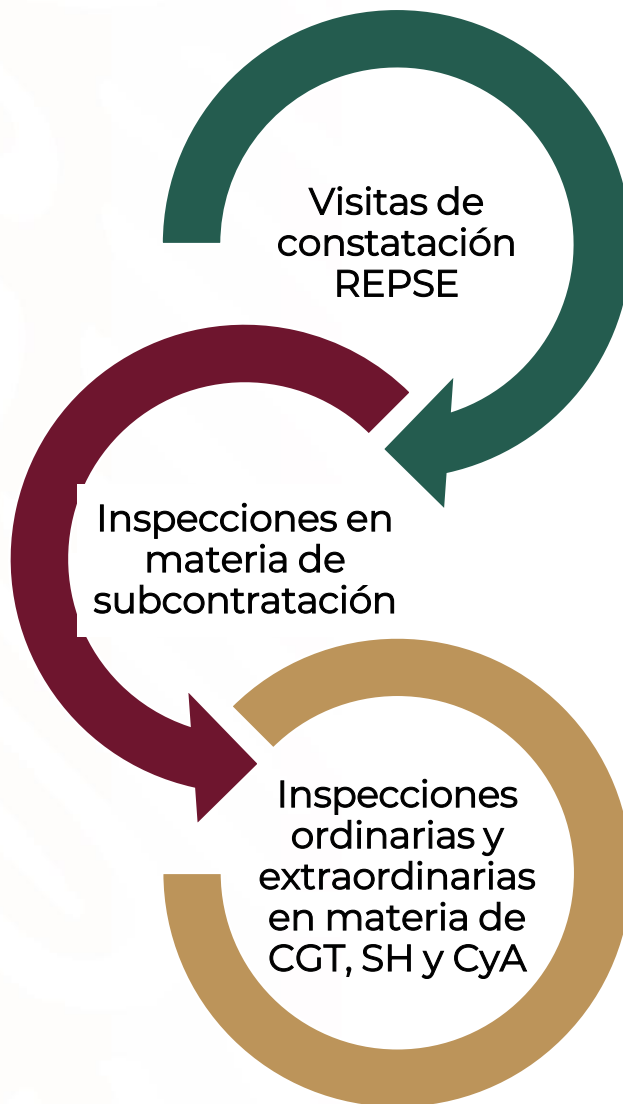 Visitas de
constatación
REPSE
Inspecciones en
materia de
subcontratación
Inspecciones
ordinarias y
extraordinarias
en materia de
CGT, SH y CyA